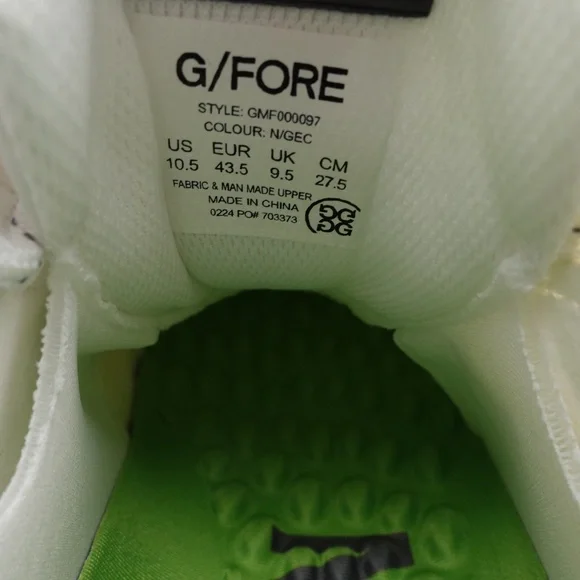 G/FORE
STYLE: GMF000097
COLOUR: N/GEC
US EUR UK CM
10.5 43.5 9.5 27.5
FABRIC & MAN MADE UPPER
MADE IN CHINA
0224 PO# 703373